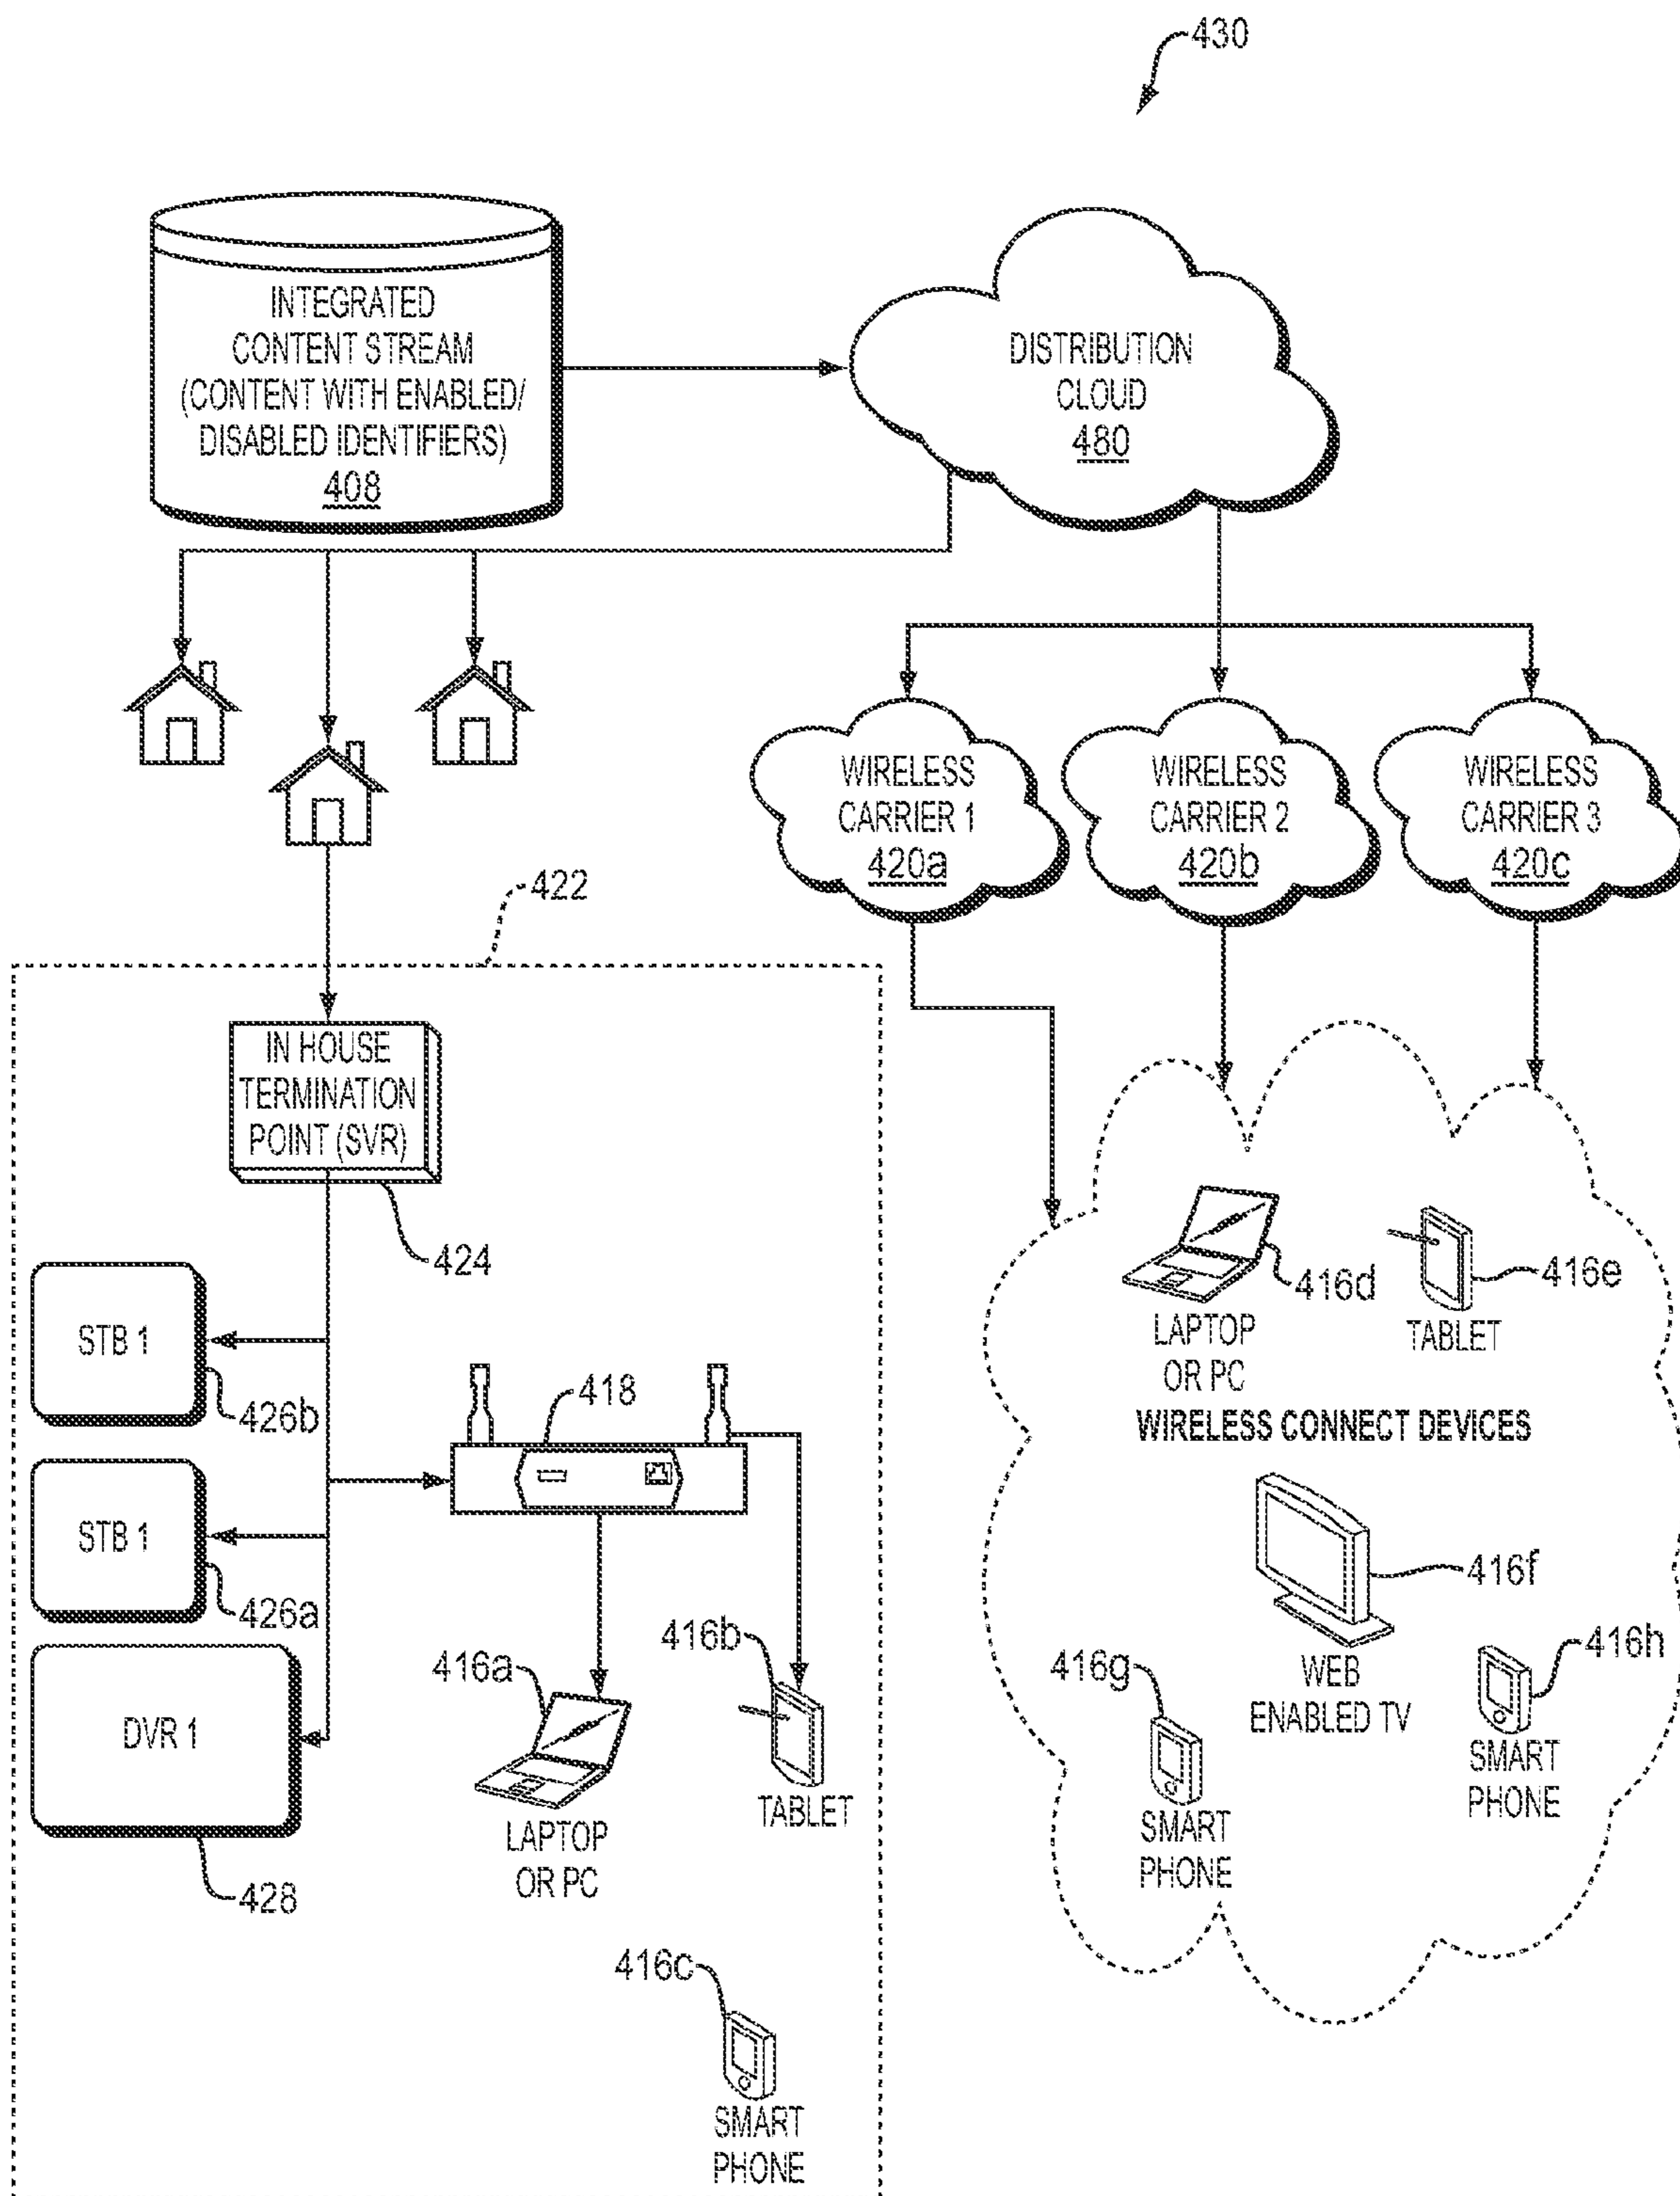 430
INTEGRATED
CONTENT STREAM
(CONTENT WITH ENABLED/
DISABLED IDENTIFIERS)
408
DISTRIBUTION
CLOUD
480
WIRELESS
CARRIER 1
420a
WIRELESS
CARRIER 2
420b
WIRELESS
CARRIER 3
420c
422
IN HOUSE
TERMINATION
POINT (SVR)
424
STB 1
426b
STB 1
426a
DVR 1
428
418
416a
LAPTOP
OR PC
416b
TABLET
416c
SMART
PHONE
416d
LAPTOP
OR PC
416e
TABLET
WIRELESS CONNECT DEVICES
416f
WEB
ENABLED TV
416g
SMART
PHONE
416h
SMART
PHONE